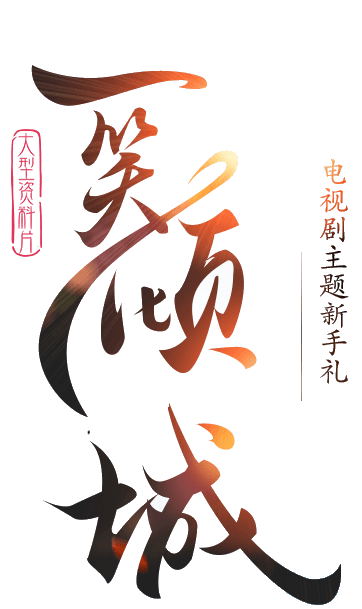 一笑倾城
大型资料片
电视剧主题新手礼